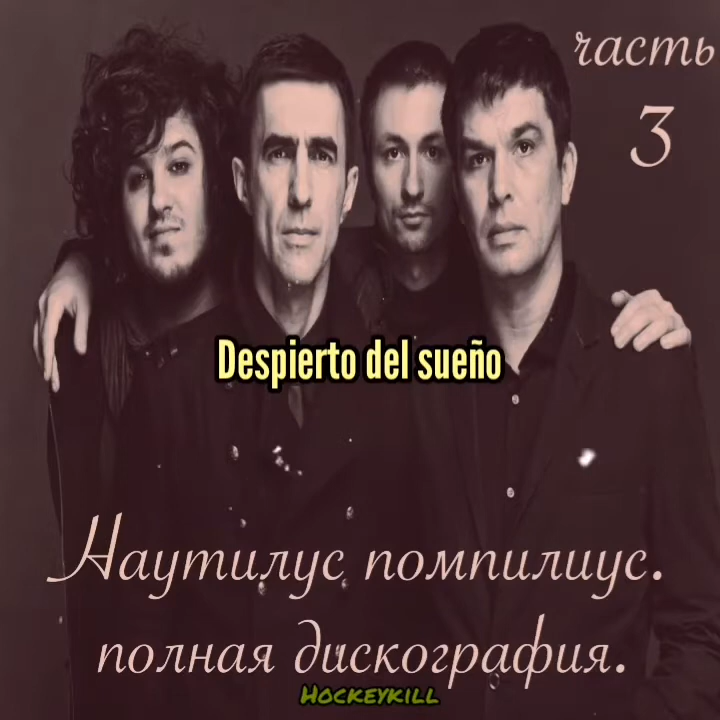 часть
3
Despierto del sueño
Наутилус помпилиус.
полная дискография.
HOCKEYKILL